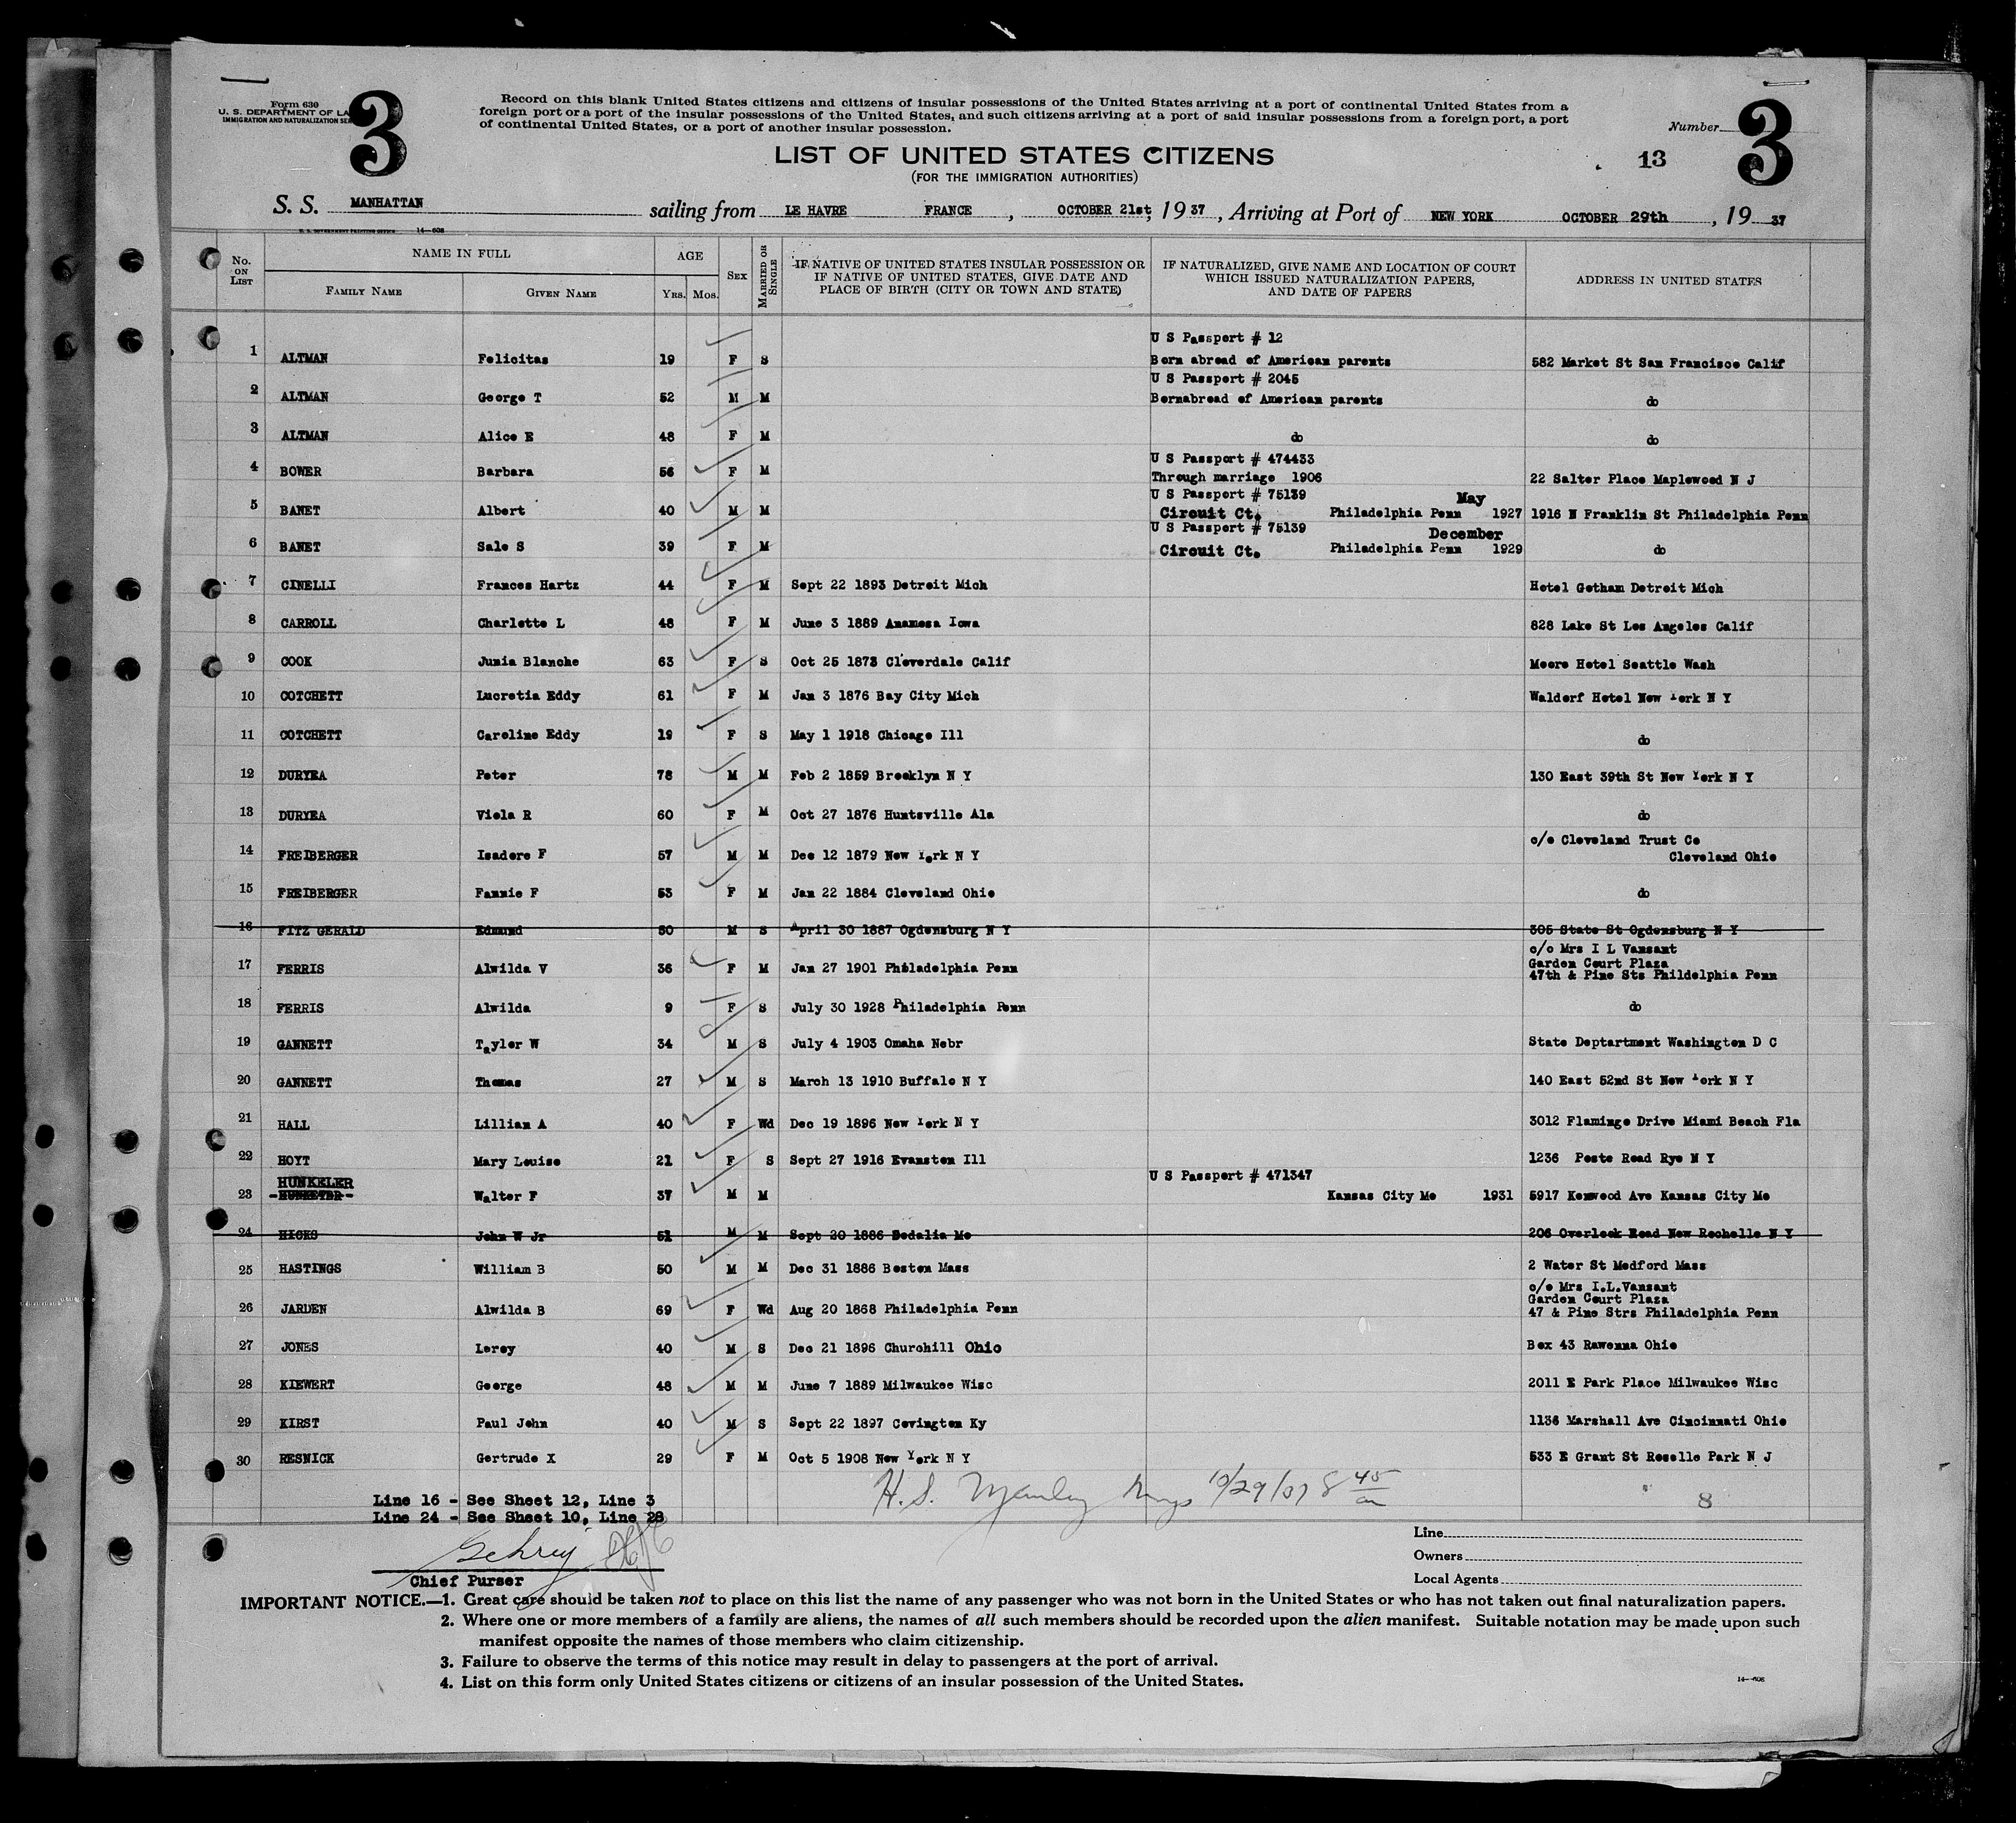 Form 630
U. S. DEPARTMENT OF LA
IMMIGRATION AND NATURALIZATION SE
3
Record on this blank United States citizens and citizens of insular possessions of the United States arriving at a port of continental United States from a
foreign port or a port of the insular possessions of the United States, and such citizens arriving at a port of said insular possessions from a foreign port, a port
of continental United States, or a port of another insular possession.
Number 3
13
LIST OF UNITED STATES CITIZENS
(FOR THE IMMIGRATION AUTHORITIES)
S. S. MANHATTAN sailing from LE HAVRE FRANCE , OCTOBER 21st, 19 37 , Arriving at Port of NEW YORK OCTOBER 29th , 19 37
U. S. GOVERNMENT PRINTING OFFICE 14—608
No. ON LIST NAME IN FULL FAMILY NAME GIVEN NAME AGE YRS. MOS. SEX MARRIED OR SINGLE
IF NATIVE OF UNITED STATES INSULAR POSSESSION OR
IF NATIVE OF UNITED STATES, GIVE DATE AND
PLACE OF BIRTH (CITY OR TOWN AND STATE)
IF NATURALIZED, GIVE NAME AND LOCATION OF COURT
WHICH ISSUED NATURALIZATION PAPERS,
AND DATE OF PAPERS
ADDRESS IN UNITED STATES
U S Passport # 12
1 ALTMAN Felicitas 19 F S Born abroad of American parents 582 Market St San Francisco Calif
U S Passport # 2045
2 ALTMAN George T 52 M M Bornabroad of American parents do
3 ALTMAN Alice E 48 F M do do
U S Passport # 474433
4 BOWER Barbara 56 F M Through marriage 1906 22 Salter Place Maplewood N J
U S Passport # 75139 May
5 BANET Albert 40 M M Circuit Ct. Philadelphia Penn 1927 1916 N Franklin St Philadelphia Penn
U S Passport # 75139 December
6 BANET Sale S 39 F M Circuit Ct. Philadelphia Penn 1929 do
7 CINELLI Frances Hartz 44 F M Sept 22 1893 Detroit Mich Hotel Gotham Detroit Mich
8 CARROLL Charlotte L 48 F M June 3 1889 Anamosa Iowa 828 Lake St Los Angeles Calif
9 COOK Junia Blanche 63 F S Oct 25 1873 Cloverdale Calif Moore Hotel Seattle Wash
10 COTCHETT Lucretia Eddy 61 F M Jan 3 1876 Bay City Mich Waldorf Hotel New York N Y
11 COTCHETT Caroline Eddy 19 F S May 1 1918 Chicago Ill do
12 DURYEA Peter 78 M M Feb 2 1859 Brooklyn N Y 130 East 39th St New York N Y
13 DURYEA Viola R 60 F M Oct 27 1876 Huntsville Ala do
c/o Cleveland Trust Co
14 FREIBERGER Isadore F 57 M M Dec 12 1879 New York N Y Cleveland Ohio
15 FREIBERGER Fannie F 53 F M Jan 22 1884 Cleveland Ohio do
16 FITZ GERALD Edmund 50 M S April 30 1887 Ogdensburg N Y 305 State St Ogdensburg N Y
c/o Mrs I L Vansant
Garden Court Plaza
17 FERRIS Alwilda V 36 F M Jan 27 1901 Philadelphia Penn 47th & Pine Sts Phildelphia Penn
18 FERRIS Alwilda 9 F S July 30 1928 Philadelphia Penn do
19 GANNETT Tayler W 34 M S July 4 1903 Omaha Nebr State Deptartment Washington D C
20 GANNETT Thomas 27 M S March 13 1910 Buffalo N Y 140 East 52nd St New York N Y
21 HALL Lillian A 40 F Wd Dec 19 1896 New York N Y 3012 Flamingo Drive Miami Beach Fla
22 HOYT Mary Louise 21 F S Sept 27 1916 Evanston Ill 1236 Poste Road Rye N Y
HUNKELER U S Passport # 471347
23 Walter F 37 M M Kansas City Mo 1931 5917 Kenwood Ave Kansas City Mo
24 HICKS John W Jr 51 M M Sept 20 1886 Sedalia Mo 206 Overlook Road New Rochelle N Y
25 HASTINGS William B 50 M M Dec 31 1886 Boston Mass 2 Water St Medford Mass
c/o Mrs I.L.Vansant
Garden Court Plaza
26 JARDEN Alwilda B 69 F Wd Aug 20 1868 Philadelphia Penn 47 & Pine Strs Philadelphia Penn
27 JONES Leroy 40 M S Dec 21 1896 Churchill Ohio Box 43 Ravenna Ohio
28 KIEWERT George 48 M M June 7 1889 Milwaukee Wisc 2011 E Park Place Milwaukee Wisc
29 KIRST Paul John 40 M S Sept 22 1897 Covington Ky 1136 Marshall Ave Cincinnati Ohio
30 RESNICK Gertrude X 29 F M Oct 5 1908 New York N Y 533 E Grant St Roselle Park N J
H. S. 10/29/37 8 45 am
8
Line 16 - See Sheet 12, Line 3
Line 24 - See Sheet 10, Line 28
Chief Purser
Line
Owners
Local Agents
IMPORTANT NOTICE.—1. Great care should be taken not to place on this list the name of any passenger who was not born in the United States or who has not taken out final naturalization papers.
2. Where one or more members of a family are aliens, the names of all such members should be recorded upon the alien manifest. Suitable notation may be made upon such
manifest opposite the names of those members who claim citizenship.
3. Failure to observe the terms of this notice may result in delay to passengers at the port of arrival.
4. List on this form only United States citizens or citizens of an insular possession of the United States.
14—608